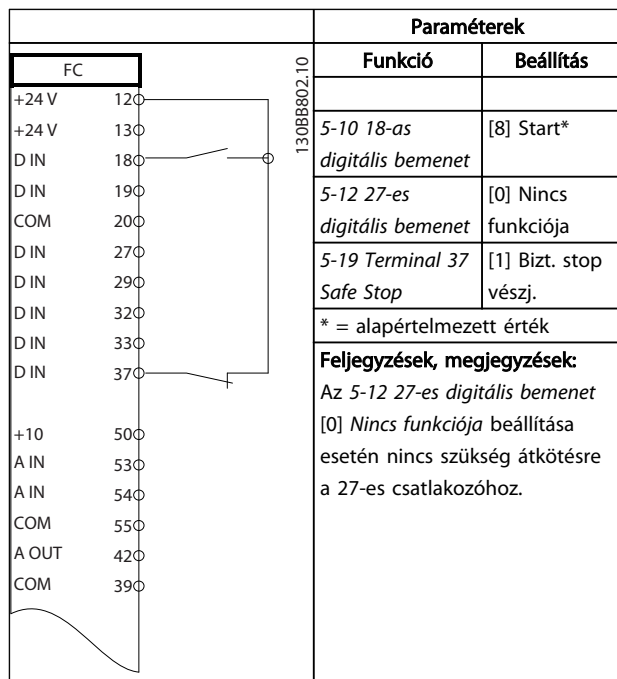 FC
+24 V 12
+24 V 13
D IN 18
D IN 19
COM 20
D IN 27
D IN 29
D IN 32
D IN 33
D IN 37
+10 50
A IN 53
A IN 54
COM 55
A OUT 42
COM 39
130BB802.10
Paraméterek
Funkció Beállítás
5-10 18-as [8] Start*
digitális bemenet
5-12 27-es [0] Nincs
digitális bemenet funkciója
5-19 Terminal 37 [1] Bizt. stop
Safe Stop vészj.
* = alapértelmezett érték
Feljegyzések, megjegyzések:
Az 5-12 27-es digitális bemenet
[0] Nincs funkciója beállítása
esetén nincs szükség átkötésre
a 27-es csatlakozóhoz.